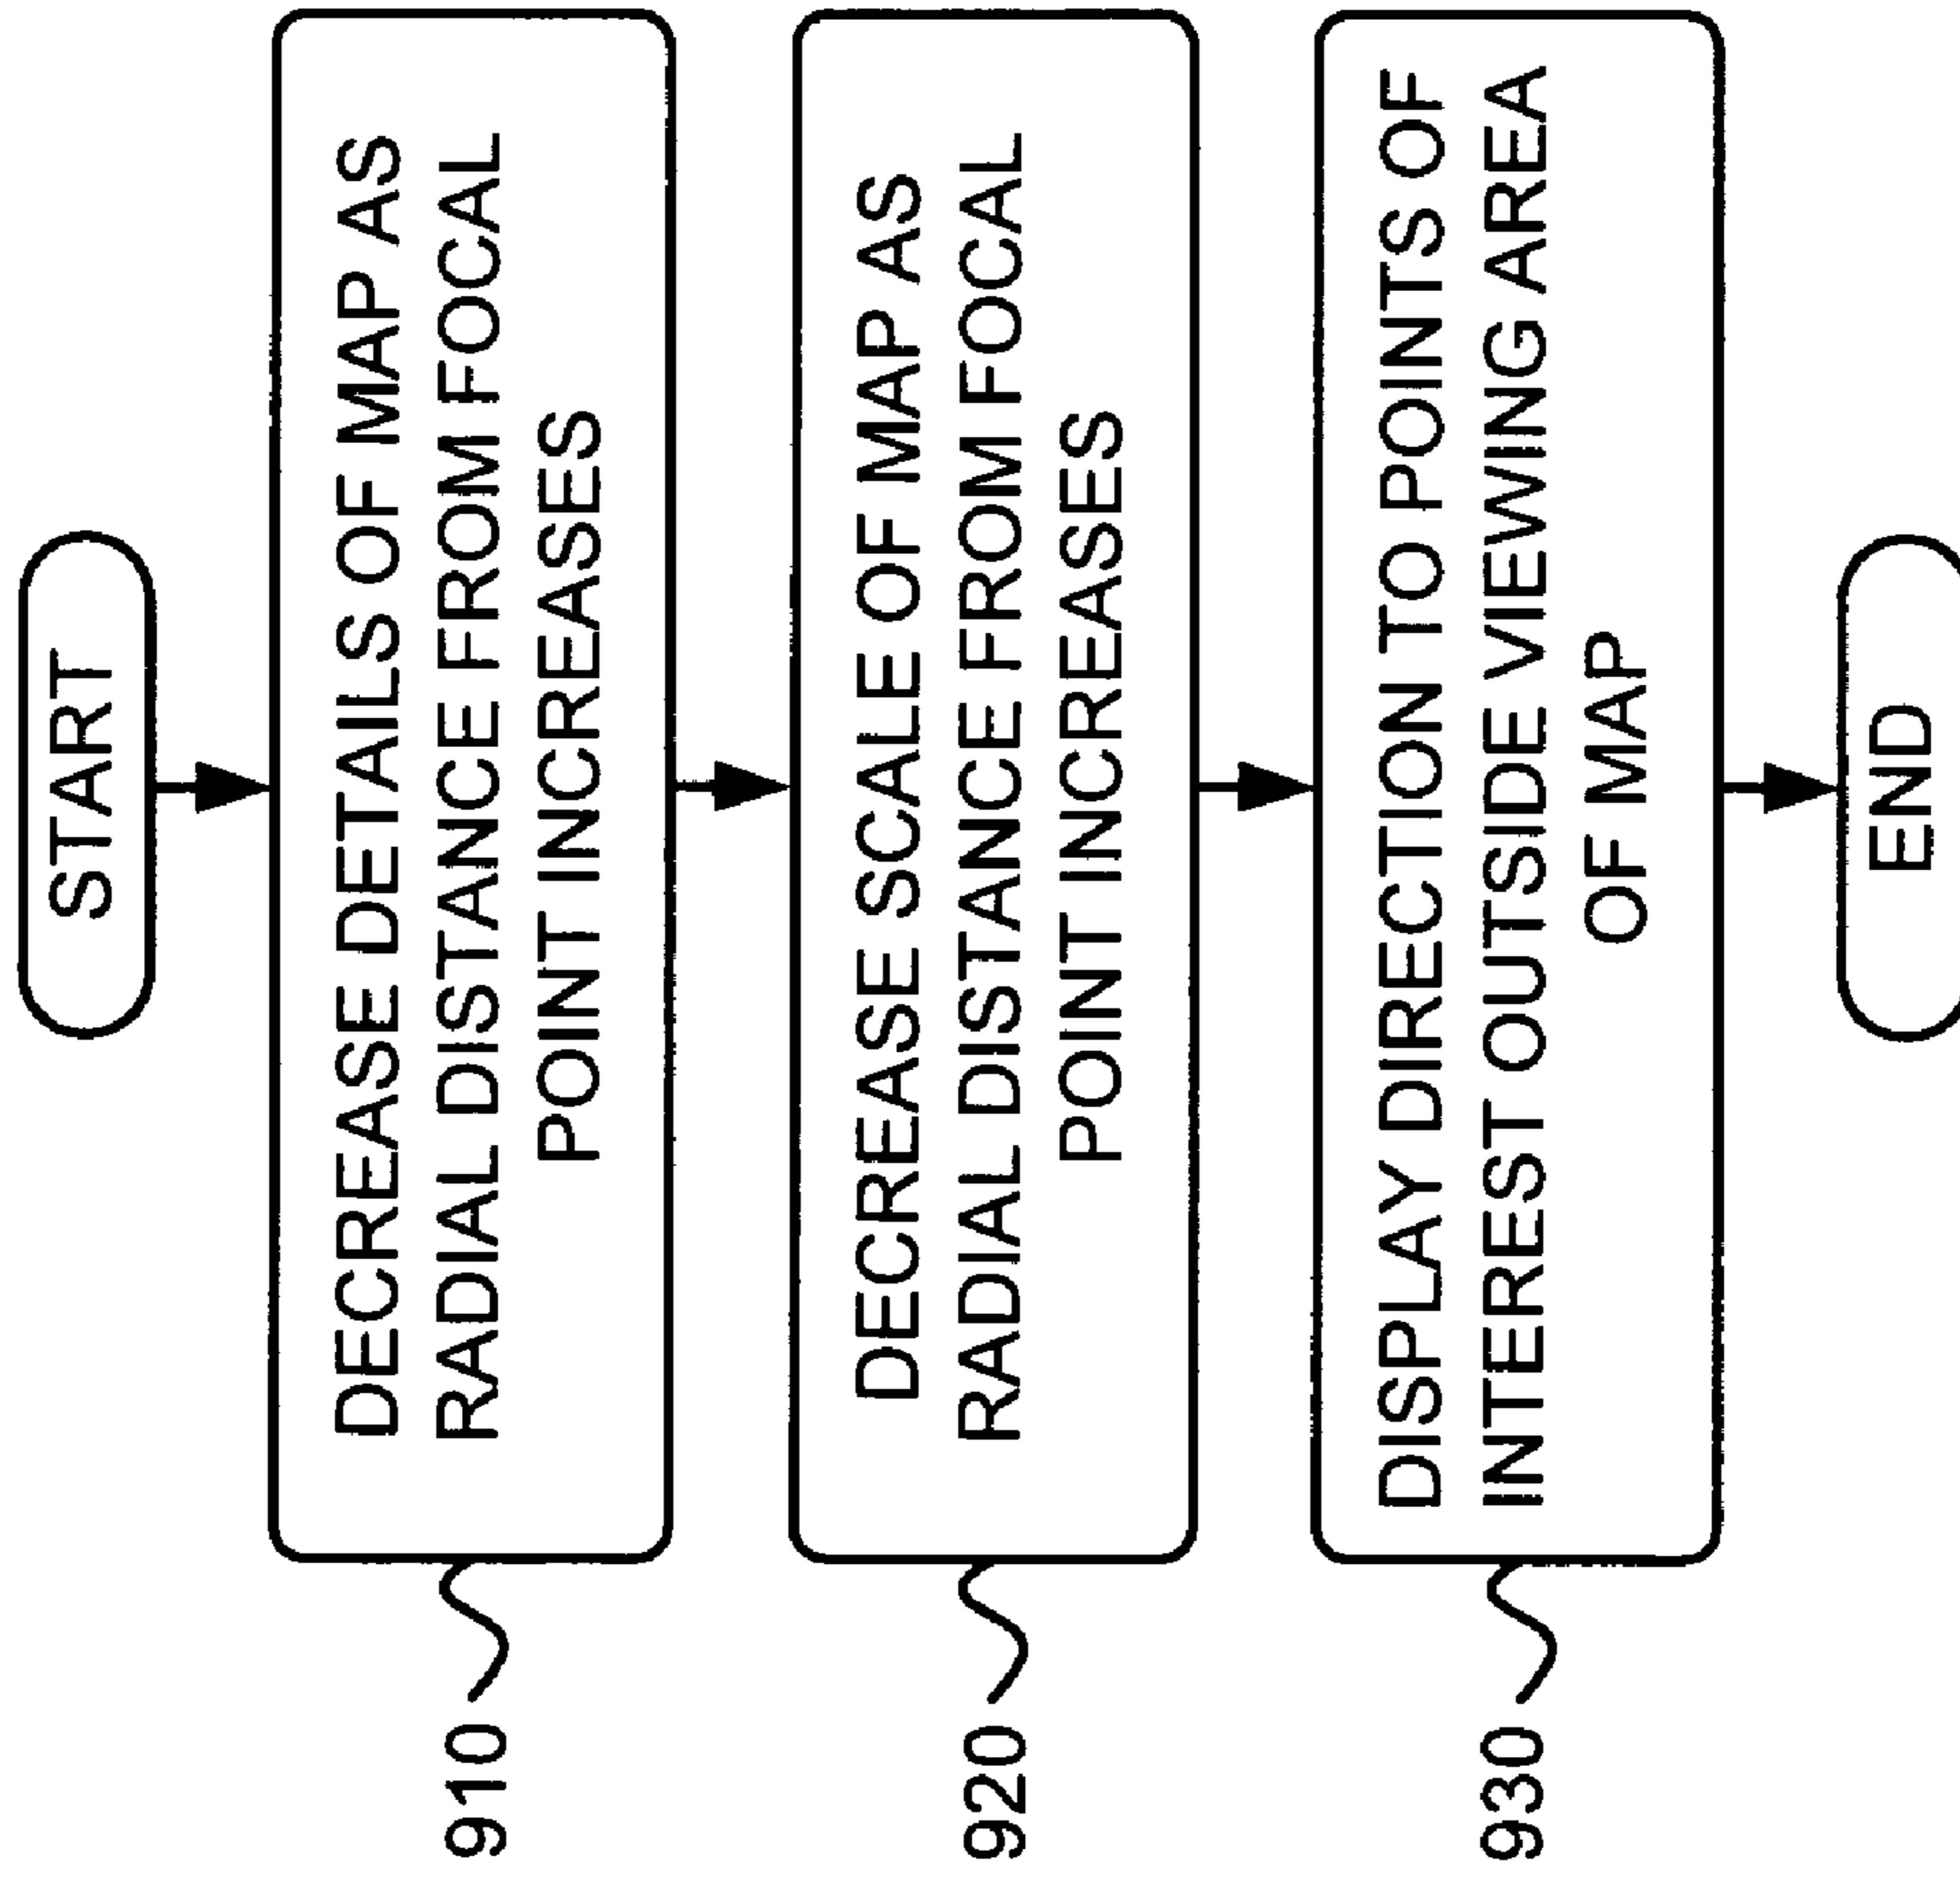 START
DECREASE DETAILS OF MAP AS
RADIAL DISTANCE FROM FOCAL
POINT INCREASES
910
DECREASE SCALE OF MAP AS
RADIAL DISTANCE FROM FOCAL
POINT INCREASES
920
DISPLAY DIRECTION TO POINTS OF
INTEREST OUTSIDE VIEWING AREA
OF MAP
930
END